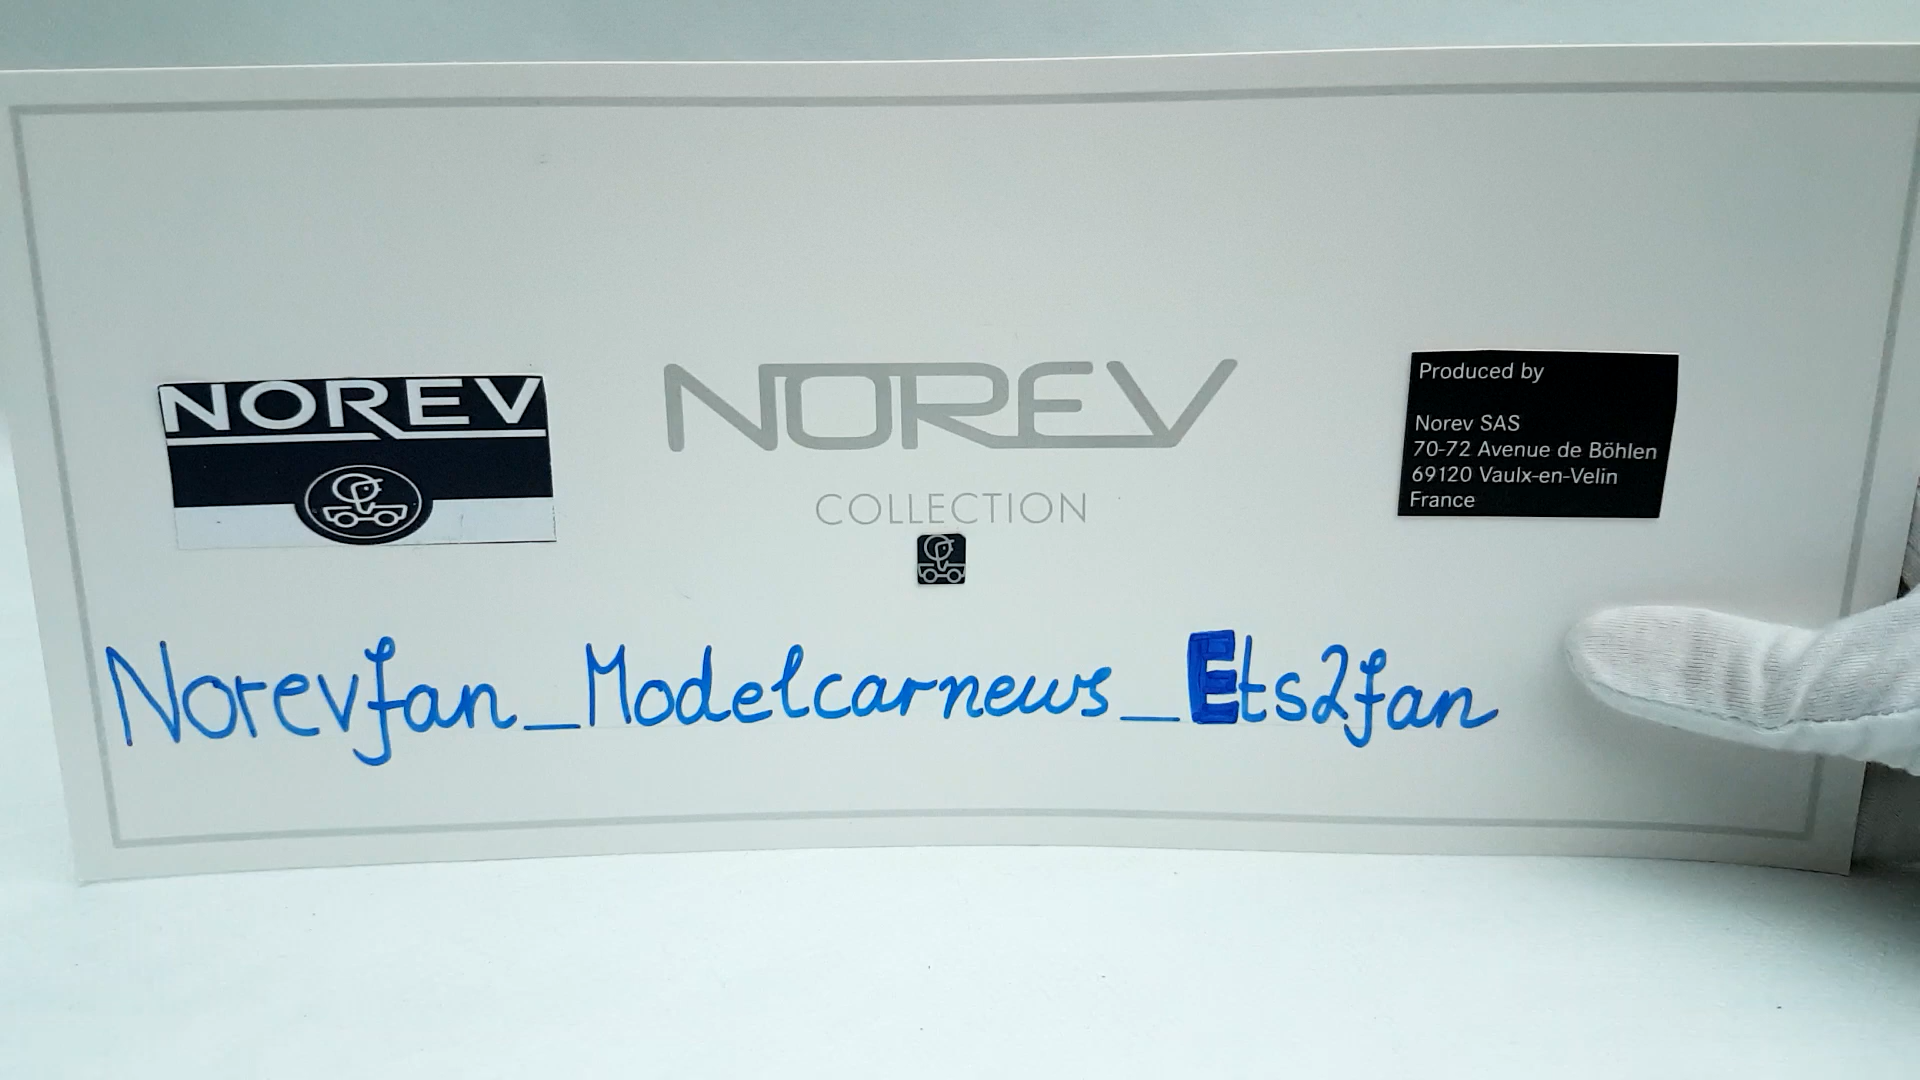 NOREV
NOREV
COLLECTION
Produced by
Norev SAS
70-72 Avenue de Böhlen
69120 Vaulx-en-Velin
France
Norevfan_Modelcarnews_Ets2fan